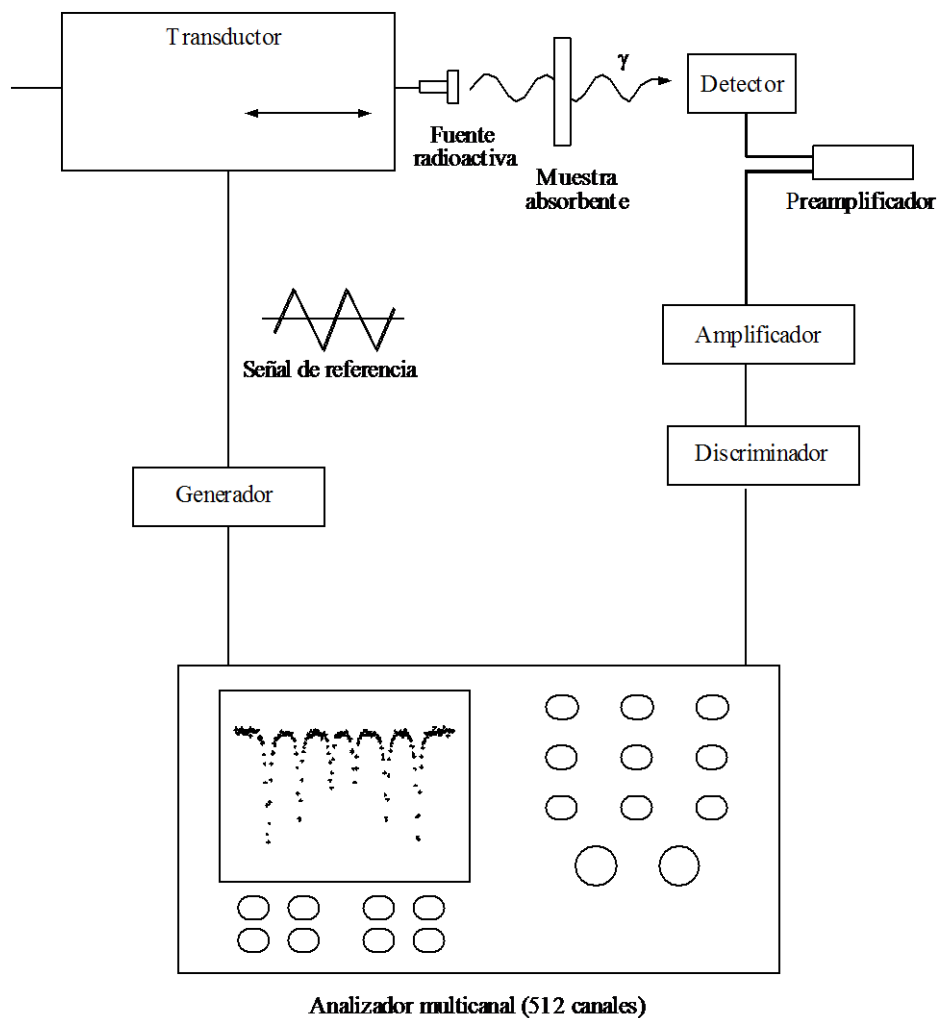 Transductor
γ
Detector
Fuente
radioactiva
Muestra
absorbente
Preamplificador
Señal de referencia
Amplificador
Discriminador
Generador
Analizador multicanal (512 canales)